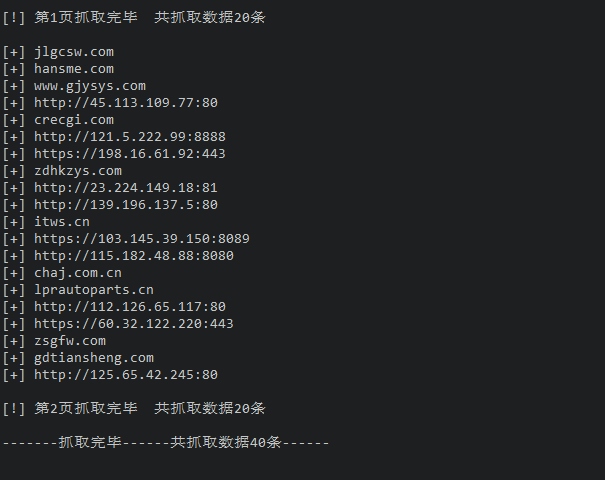 [!] 第1页抓取完毕  共抓取数据20条
[+] jlgcsw.com
[+] hansme.com
[+] www.gjysys.com
[+] http://45.113.109.77:80
[+] crecgi.com
[+] http://121.5.222.99:8888
[+] https://198.16.61.92:443
[+] zdhkzys.com
[+] http://23.224.149.18:81
[+] http://139.196.137.5:80
[+] itws.cn
[+] https://103.145.39.150:8089
[+] http://115.182.48.88:8080
[+] chaj.com.cn
[+] lprautoparts.cn
[+] http://112.126.65.117:80
[+] https://60.32.122.220:443
[+] zsgfw.com
[+] gdtiansheng.com
[+] http://125.65.42.245:80
[!] 第2页抓取完毕  共抓取数据20条
-------抓取完毕------共抓取数据40条------